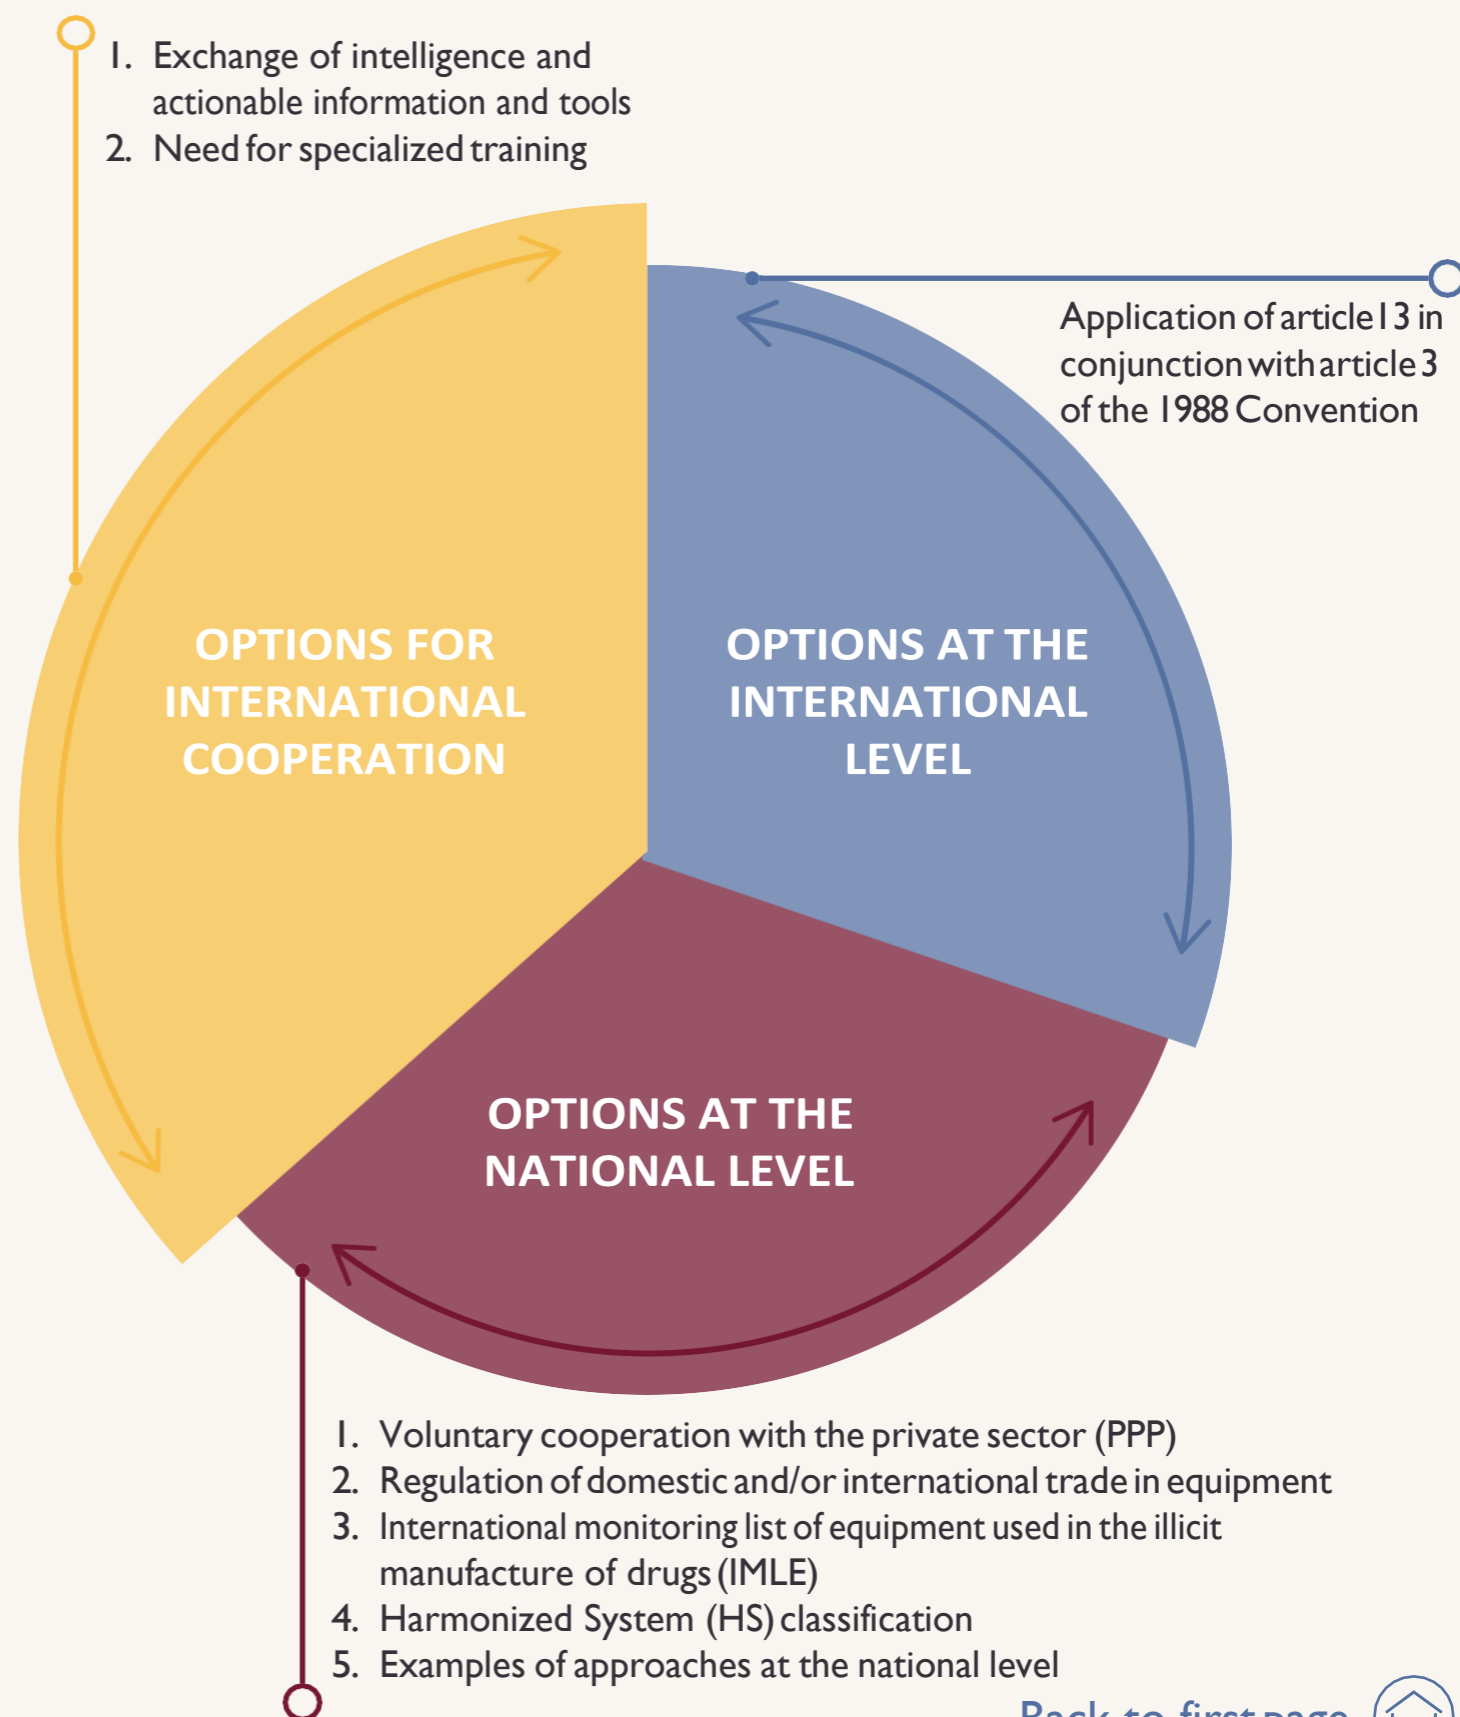 1. Exchange of intelligence and
actionable information and tools
2. Need for specialized training
Application of article 13 in
conjunction with article 3
of the 1988 Convention
OPTIONS FOR
INTERNATIONAL
COOPERATION
OPTIONS AT THE
INTERNATIONAL
LEVEL
OPTIONS AT THE
NATIONAL LEVEL
1. Voluntary cooperation with the private sector (PPP)
2. Regulation of domestic and/or international trade in equipment
3. International monitoring list of equipment used in the illicit
manufacture of drugs (IMLE)
4. Harmonized System (HS) classification
5. Examples of approaches at the national level
Back to first page